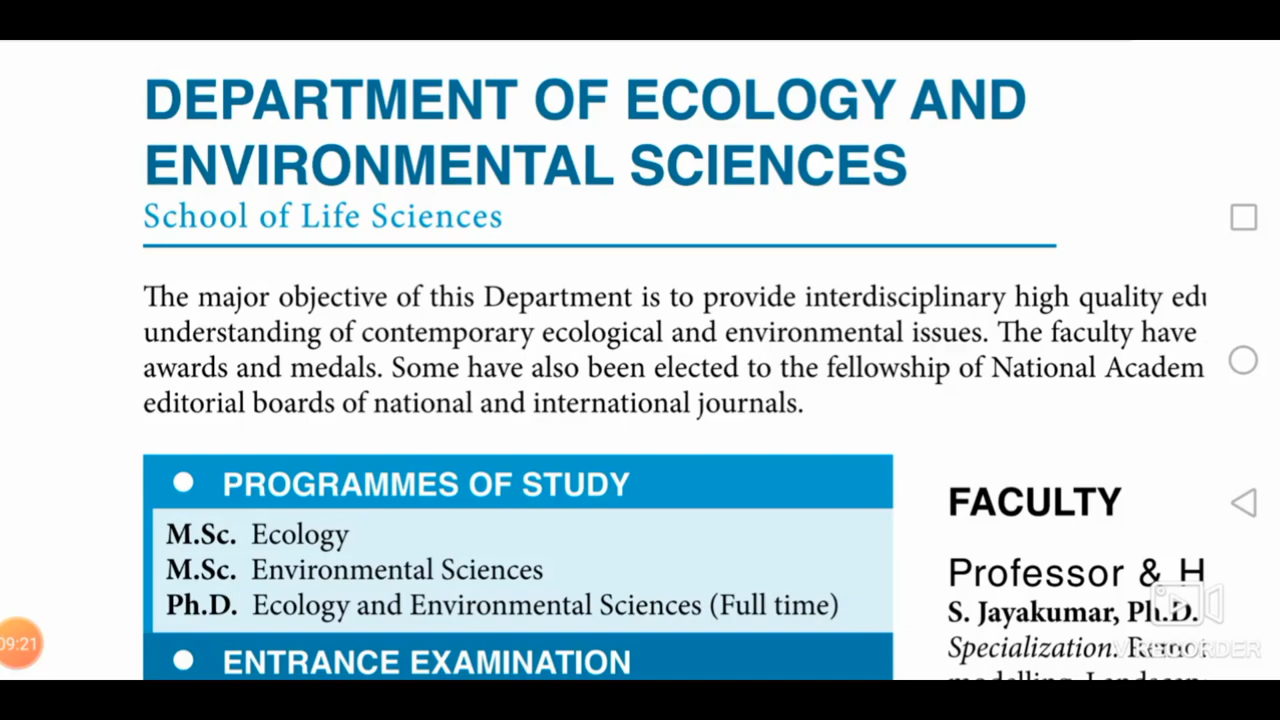 DEPARTMENT OF ECOLOGY AND
ENVIRONMENTAL SCIENCES
School of Life Sciences
The major objective of this Department is to provide interdisciplinary high quality
understanding of contemporary ecological and environmental issues. The faculty have
awards and medals. Some have also been elected to the fellowship of National Academ
editorial boards of national and international journals.
PROGRAMMES OF STUDY
M.Sc. Ecology
M.Sc. Environmental Sciences
Ph.D. Ecology and Environmental Sciences (Full time)
ENTRANCE EXAMINATION
FACULTY
Professor & H
S. Jayakumar, Ph.D.
Specialization.
09:21
VRECORDER